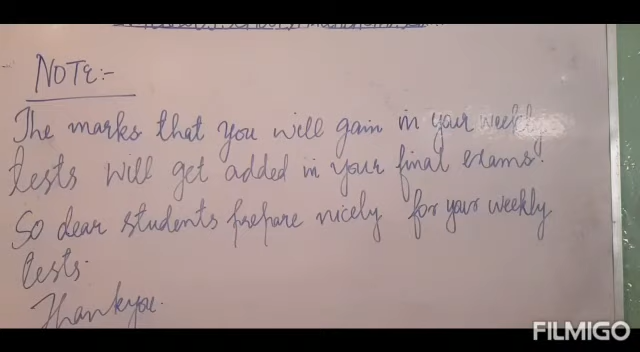 NOTE:-
The marks that you will gain in your weekly
tests will get added in your final exams.
So dear students prepare nicely for your weekly
tests.
Thankyou.
FILMIGO